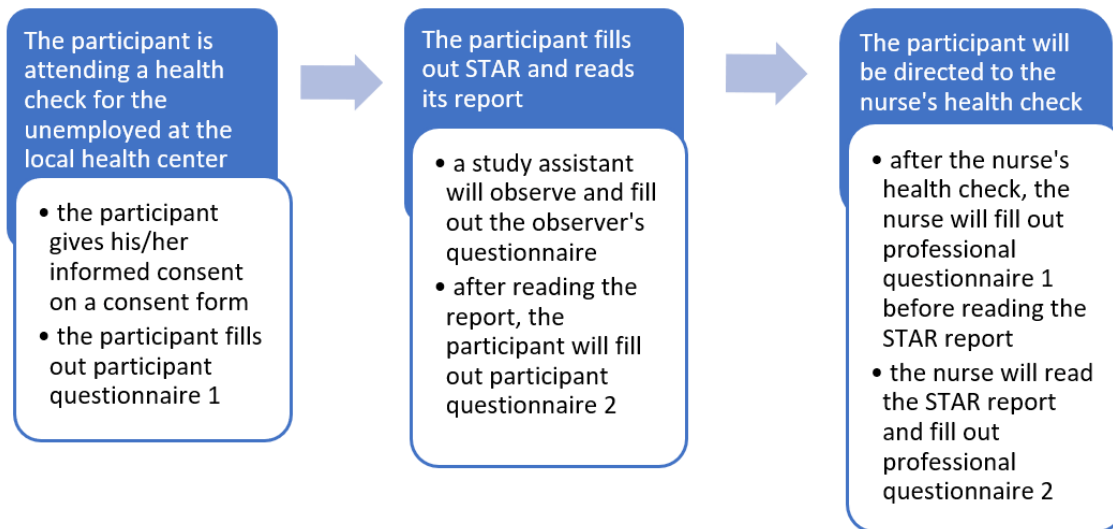 The participant is
attending a health
check for the
unemployed at the
local health center
• the participant
gives his/her
informed consent
on a consent form
• the participant fills
out participant
questionnaire 1
The participant fills
out STAR and reads
its report
• a study assistant
will observe and fill
out the observer's
questionnaire
• after reading the
report, the
participant will fill
out participant
questionnaire 2
The participant will
be directed to the
nurse's health check
• after the nurse's
health check, the
nurse will fill out
professional
questionnaire 1
before reading the
STAR report
• the nurse will read
the STAR report
and fill out
professional
questionnaire 2